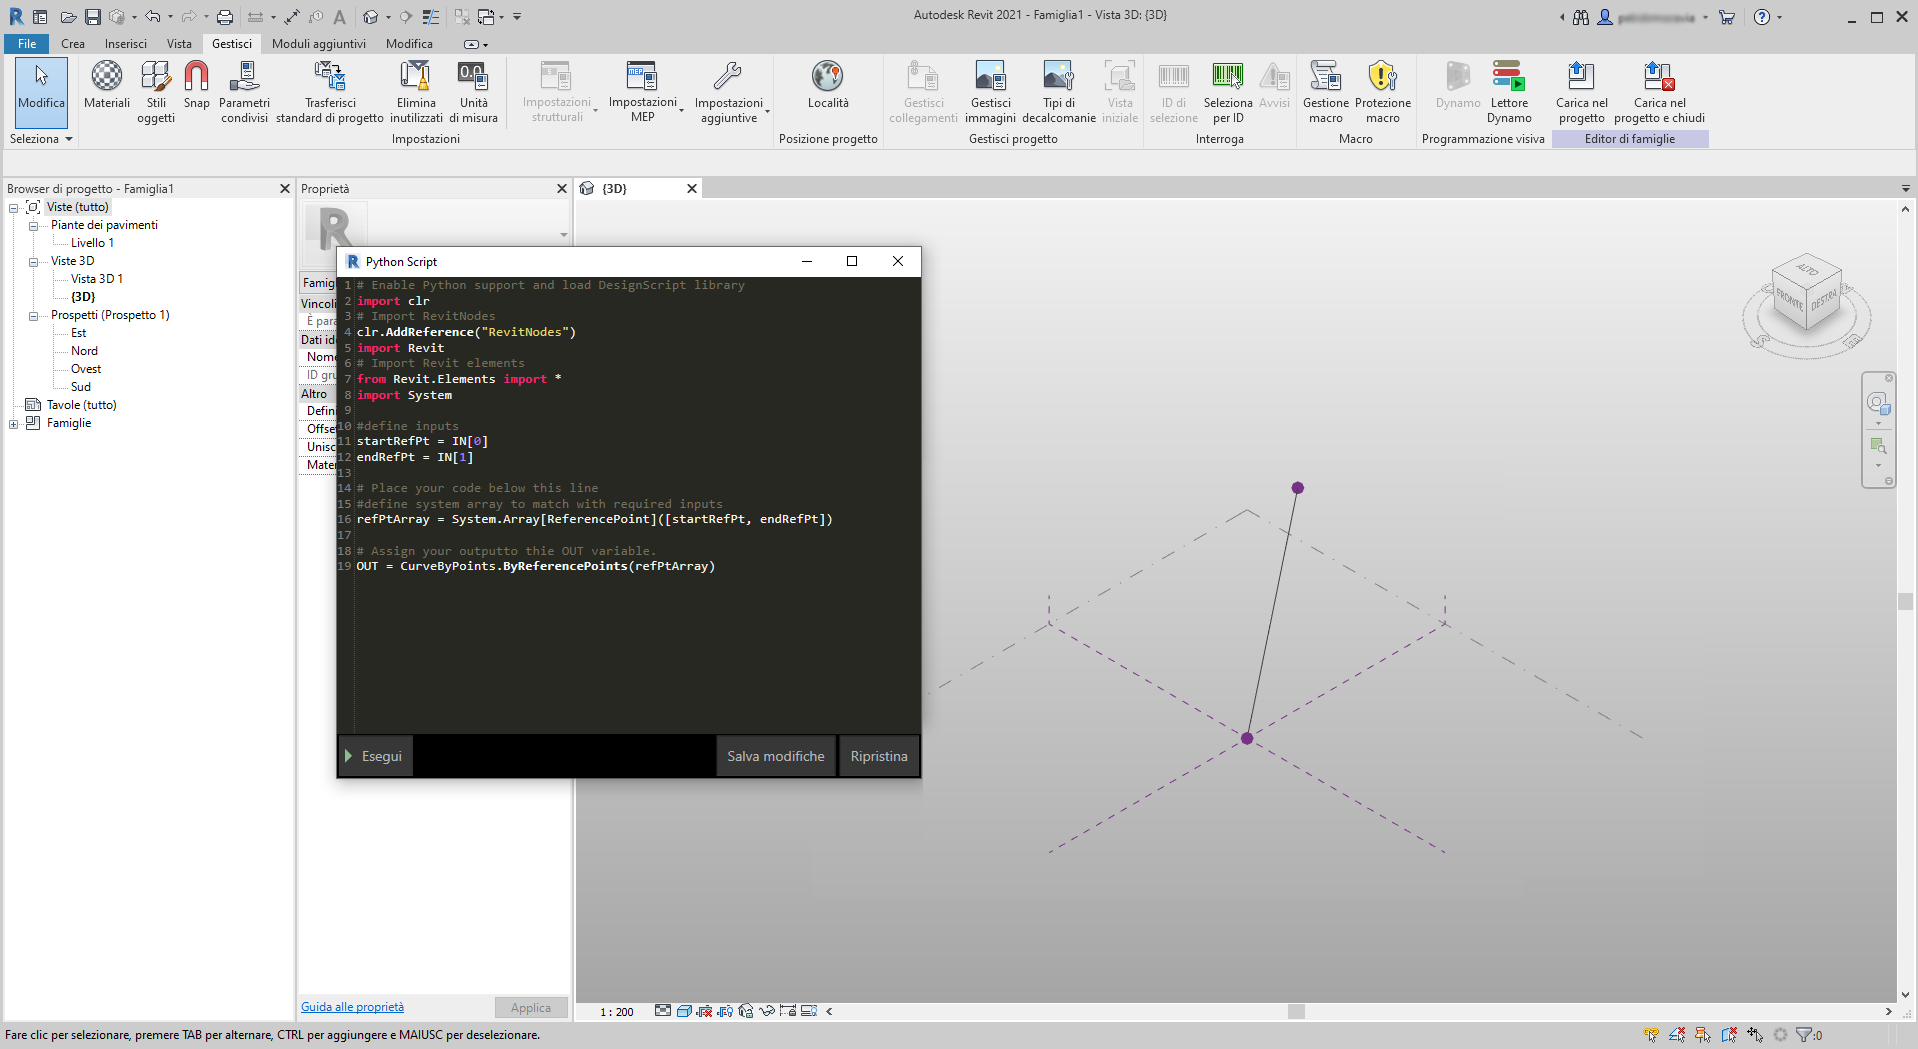 Autodesk Revit 2021 - Famiglia1 - Vista 3D: {3D}
File Crea Inserisci Vista Gestisci Moduli aggiuntivi Modifica
Modifica
Seleziona
Materiali
Stili oggetti
Snap
Parametri condivisi
Trasferisci standard di progetto
Elimina inutilizzati
Unità di misura
0.0
Impostazioni
Impostazioni strutturali
MEP
Impostazioni MEP
Impostazioni aggiuntive
Località
Posizione progetto
Gestisci collegamenti
Gestisci immagini
Tipi di decalcomanie
Vista iniziale
Gestisci progetto
ID di selezione
Seleziona per ID
Avvisi
Interroga
Gestione macro
Protezione macro
Macro
Dynamo
Lettore Dynamo
Programmazione visiva
Carica nel progetto
Carica nel progetto e chiudi
Editor di famiglie
Browser di progetto - Famiglia1
Viste (tutto)
Piante dei pavimenti
Livello 1
Viste 3D
Vista 3D 1
{3D}
Prospetti (Prospetto 1)
Est
Nord
Ovest
Sud
Tavole (tutto)
Famiglie
Proprietà
Famig
Vincoli
È para
Dati ide
Nome
ID gru
Altro
Defini
Offse
Unisc
Mater
Guida alle proprietà
Applica
{3D}
Python Script
1 # Enable Python support and load DesignScript library
2 import clr
3 # Import RevitNodes
4 clr.AddReference("RevitNodes")
5 import Revit
6 # Import Revit elements
7 from Revit.Elements import *
8 import System
9
10 #define inputs
11 startRefPt = IN[0]
12 endRefPt = IN[1]
13
14 # Place your code below this line
15 #define system array to match with required inputs
16 refPtArray = System.Array[ReferencePoint]([startRefPt, endRefPt])
17
18 # Assign your outputto thie OUT variable.
19 OUT = CurveByPoints.ByReferencePoints(refPtArray)
Esegui
Salva modifiche
Ripristina
ALTO
FRONTE
DESTRA
1 : 200
Fare clic per selezionare, premere TAB per alternare, CTRL per aggiungere e MAIUSC per deselezionare.
:0